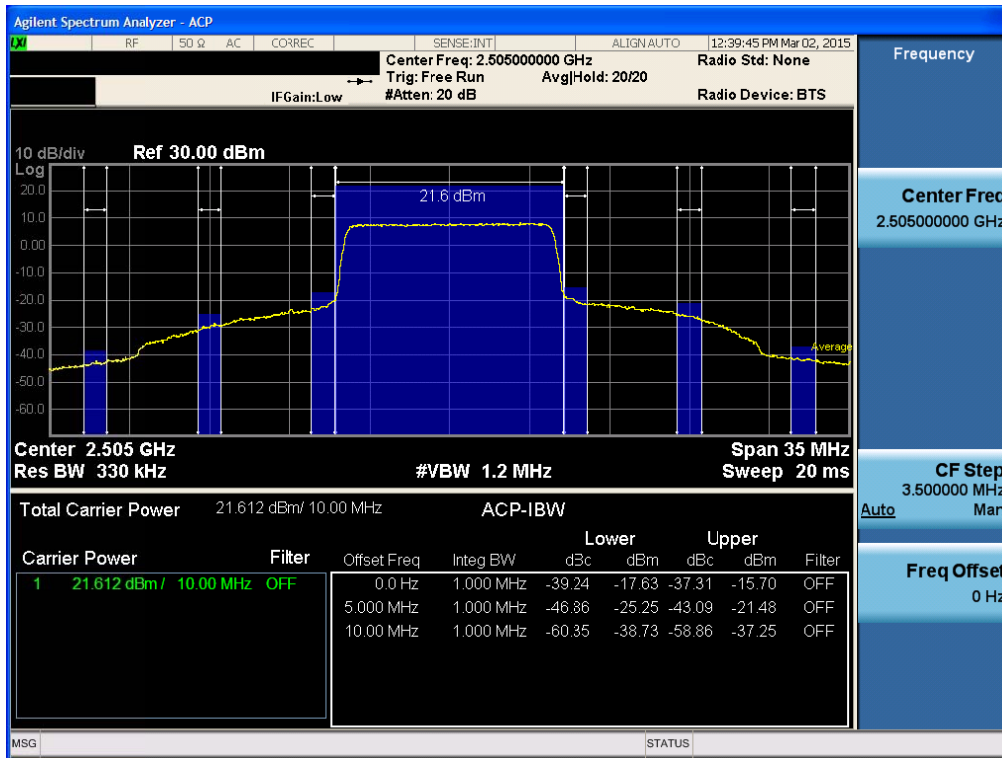 Agilent Spectrum Analyzer - ACP
LXI RF 50 Ω AC CORREC SENSE:INT ALIGN AUTO 12:39:45 PM Mar 02, 2015
Center Freq: 2.505000000 GHz Radio Std: None
Trig: Free Run Avg|Hold: 20/20
IFGain:Low #Atten: 20 dB Radio Device: BTS
10 dB/div Ref 30.00 dBm
Log
20.0
10.0
0.00
-10.0
-20.0
-30.0
-40.0
-50.0
-60.0
21.6 dBm
Average
Center 2.505 GHz Span 35 MHz
Res BW 330 kHz #VBW 1.2 MHz Sweep 20 ms
Total Carrier Power 21.612 dBm/ 10.00 MHz ACP-IBW
Lower Upper
Carrier Power Filter Offset Freq Integ BW dBc dBm dBc dBm Filter
1 21.612 dBm / 10.00 MHz OFF 0.0 Hz 1.000 MHz -39.24 -17.63 -37.31 -15.70 OFF
5.000 MHz 1.000 MHz -46.86 -25.25 -43.09 -21.48 OFF
10.00 MHz 1.000 MHz -60.35 -38.73 -58.86 -37.25 OFF
MSG STATUS
Frequency
Center Freq
2.505000000 GHz
CF Step
3.500000 MHz
Auto Man
Freq Offset
0 Hz